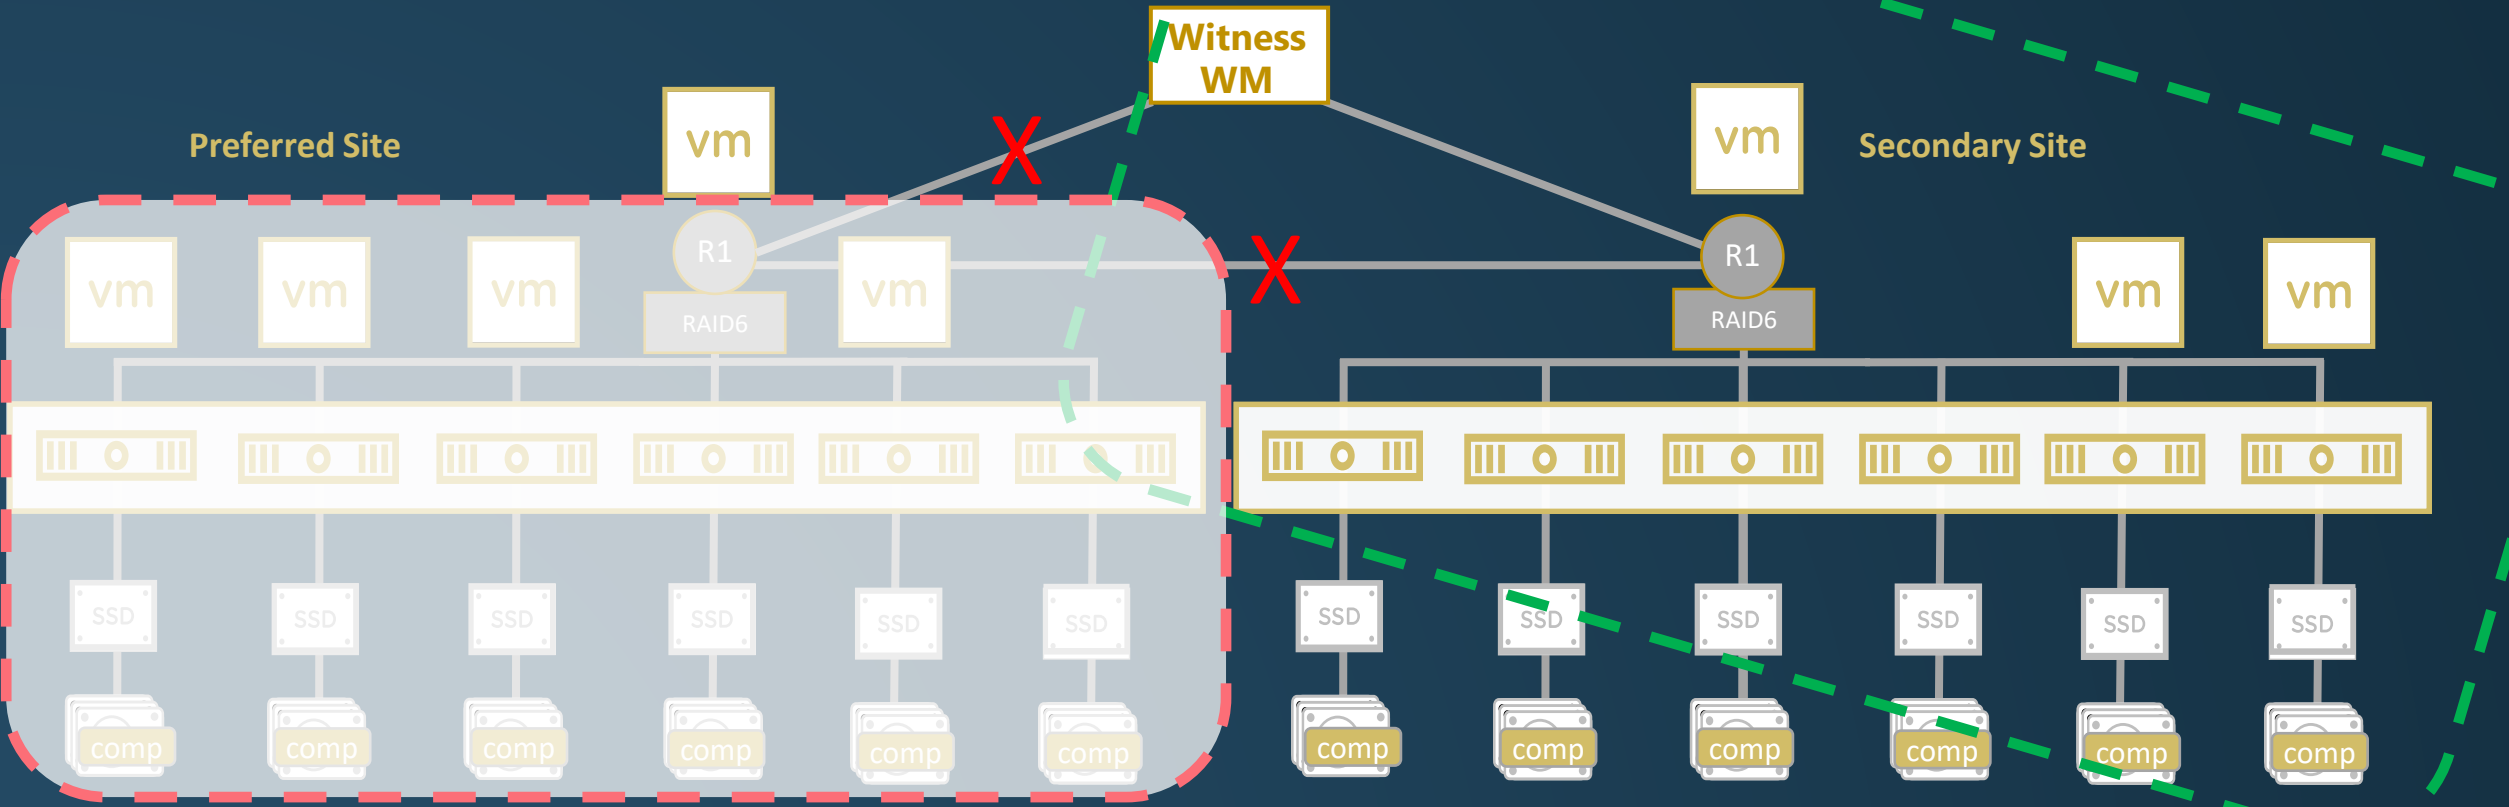 Witness
WM
Preferred Site
vm
vm
Secondary Site
vm
vm
vm
R1
vm
R1
vm
vm
RAID6
RAID6
SSD
SSD
SSD
SSD
SSD
SSD
SSD
SSD
SSD
SSD
SSD
SSD
comp
comp
comp
comp
comp
comp
comp
comp
comp
comp
comp
comp
X
X